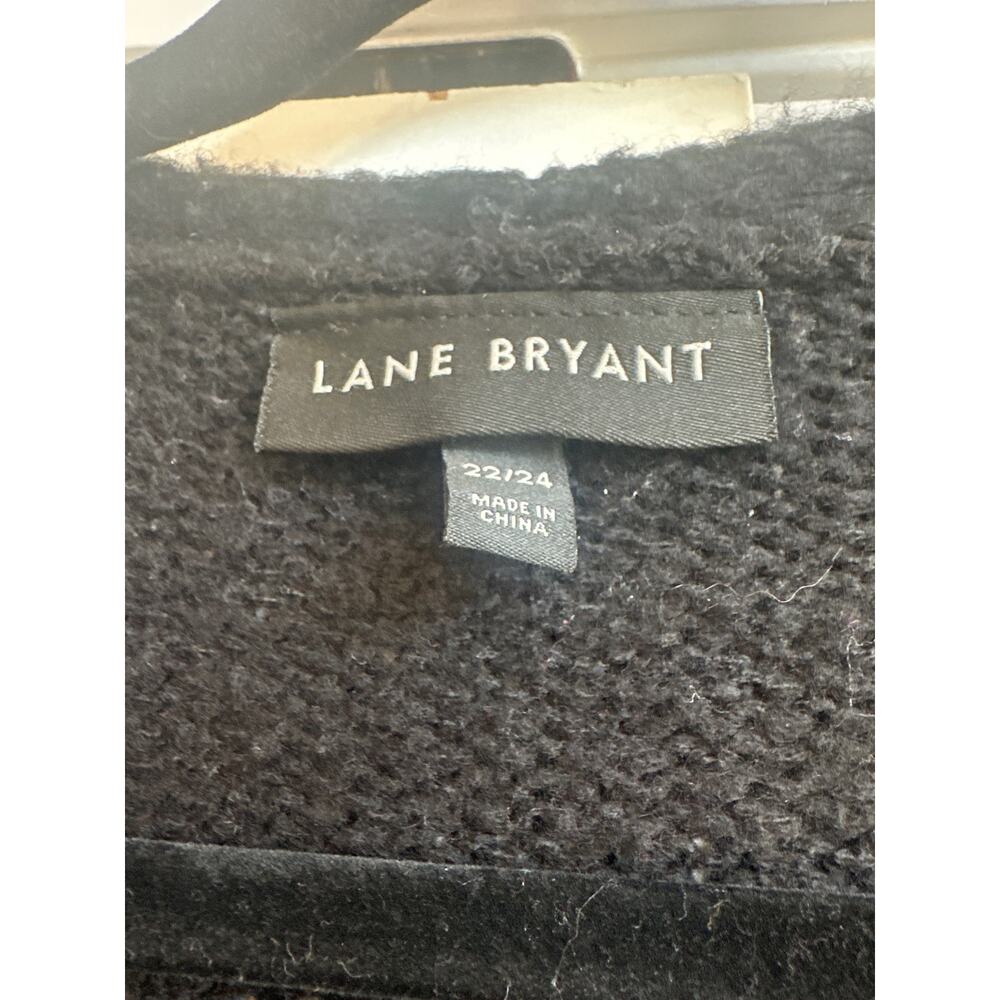 LANE BRYANT
22/24
MADE IN
CHINA